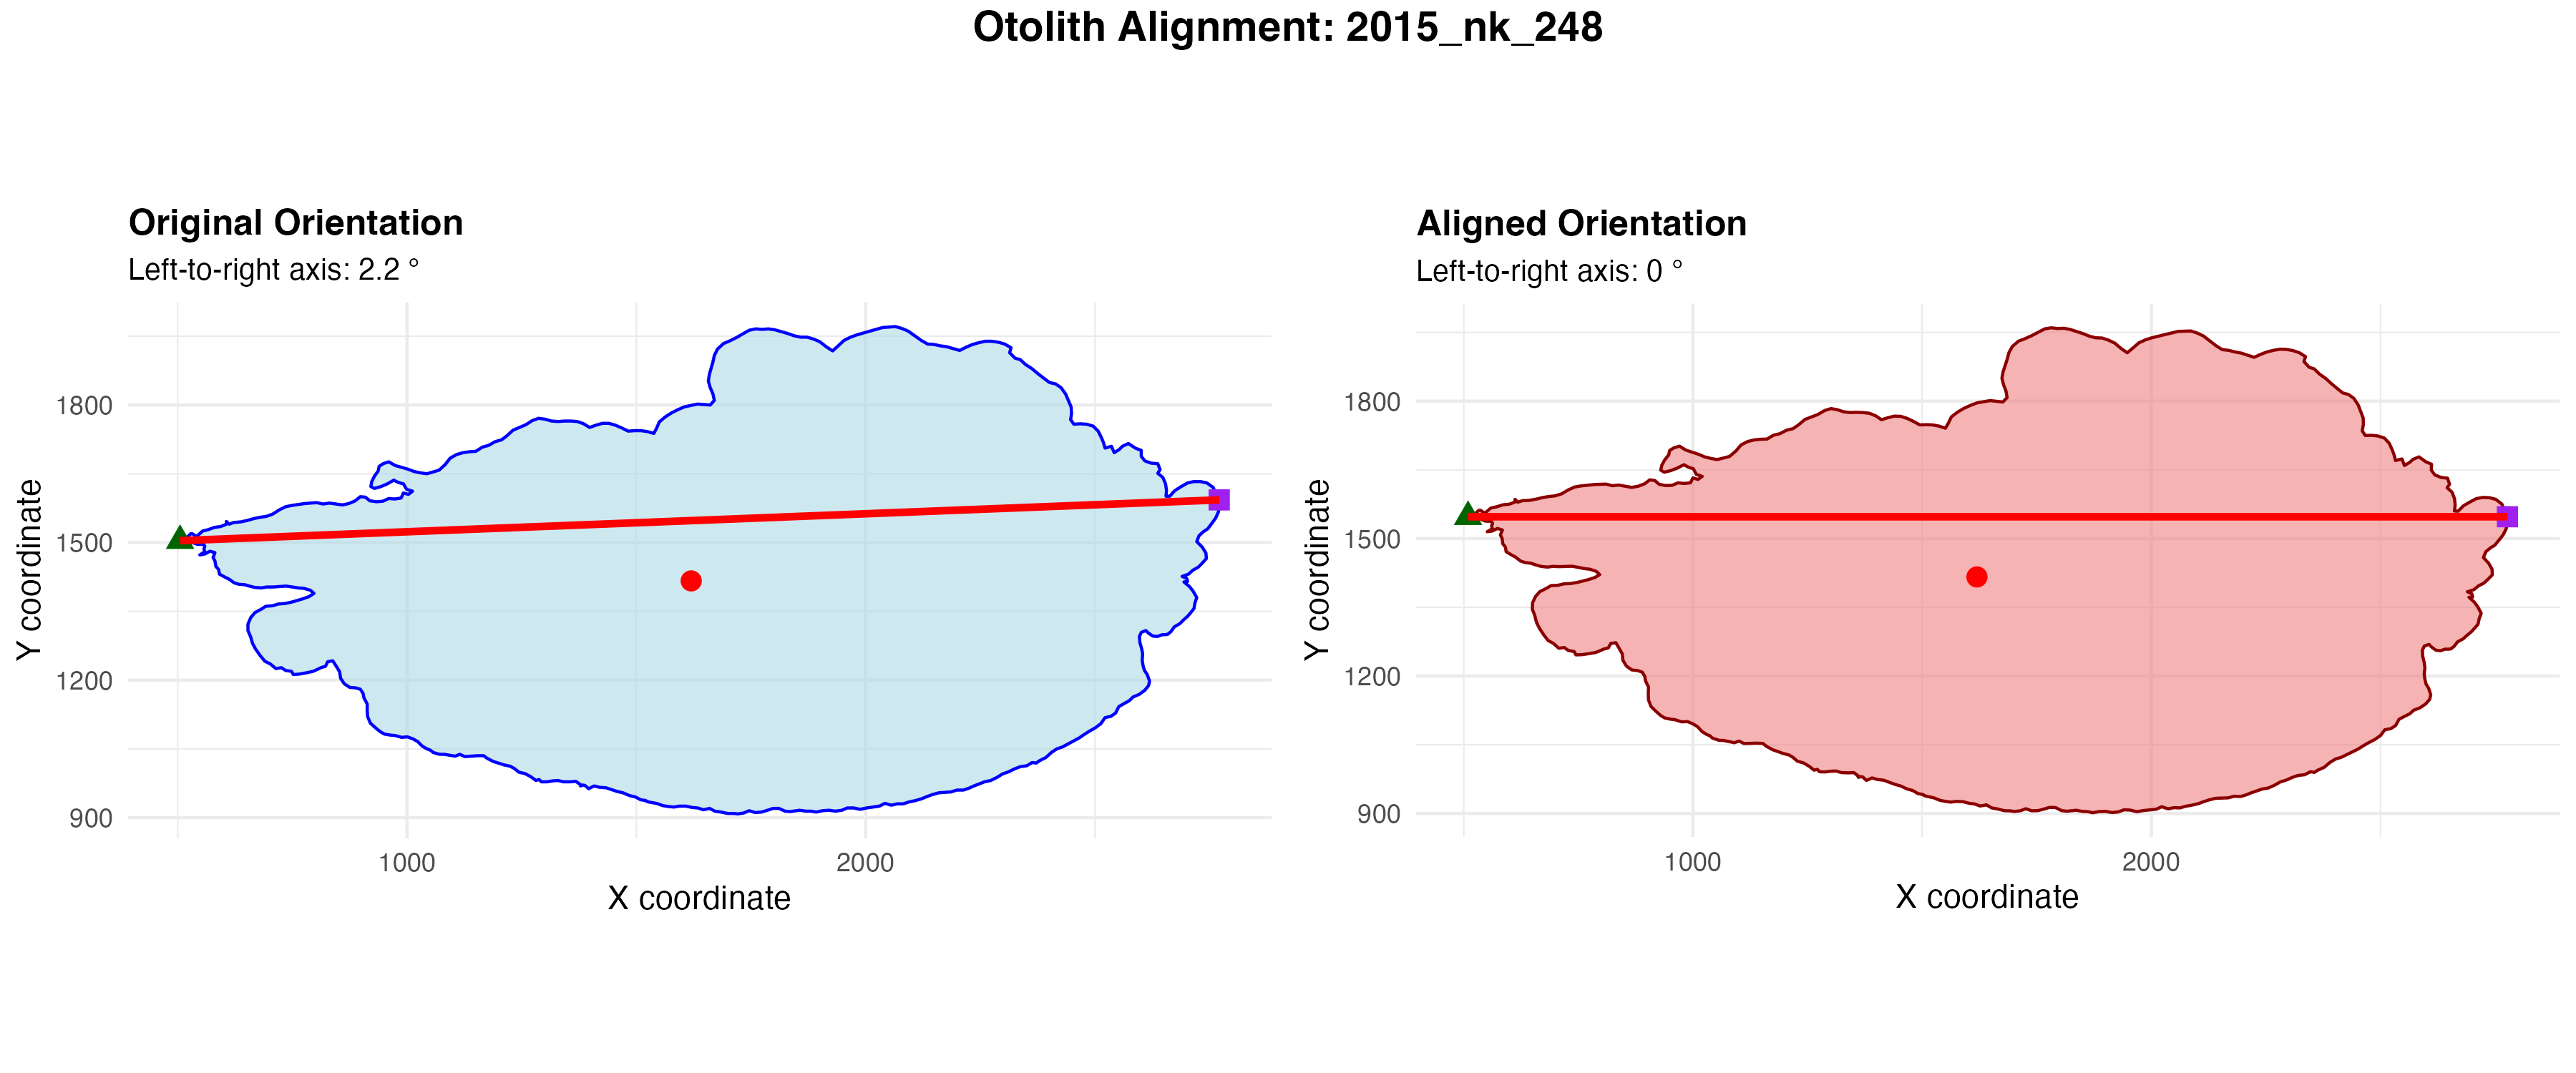 Otolith Alignment: 2015_nk_248
Original Orientation
Left-to-right axis: 2.2 °
1800
1500
1200
900
Y coordinate
1000
2000
X coordinate
Aligned Orientation
Left-to-right axis: 0 °
1800
1500
1200
900
Y coordinate
1000
2000
X coordinate